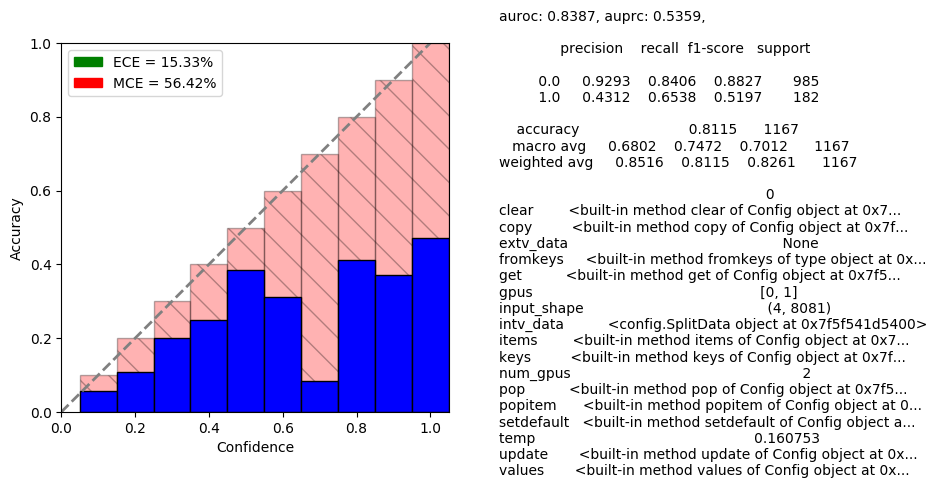 1.0
0.8
0.6
0.4
0.2
0.0
0.0 0.2 0.4 0.6 0.8 1.0
Accuracy
Confidence
ECE = 15.33%
MCE = 56.42%
auroc: 0.8387, auprc: 0.5359,
precision recall f1-score support
0.0 0.9293 0.8406 0.8827 985
1.0 0.4312 0.6538 0.5197 182
accuracy 0.8115 1167
macro avg 0.6802 0.7472 0.7012 1167
weighted avg 0.8516 0.8115 0.8261 1167
0
clear <built-in method clear of Config object at 0x7...
copy <built-in method copy of Config object at 0x7f...
extv_data None
fromkeys <built-in method fromkeys of type object at 0x...
get <built-in method get of Config object at 0x7f5...
gpus [0, 1]
input_shape (4, 8081)
intv_data <config.SplitData object at 0x7f5f541d5400>
items <built-in method items of Config object at 0x7...
keys <built-in method keys of Config object at 0x7f...
num_gpus 2
pop <built-in method pop of Config object at 0x7f5...
popitem <built-in method popitem of Config object at 0...
setdefault <built-in method setdefault of Config object a...
temp 0.160753
update <built-in method update of Config object at 0x...
values <built-in method values of Config object at 0x...